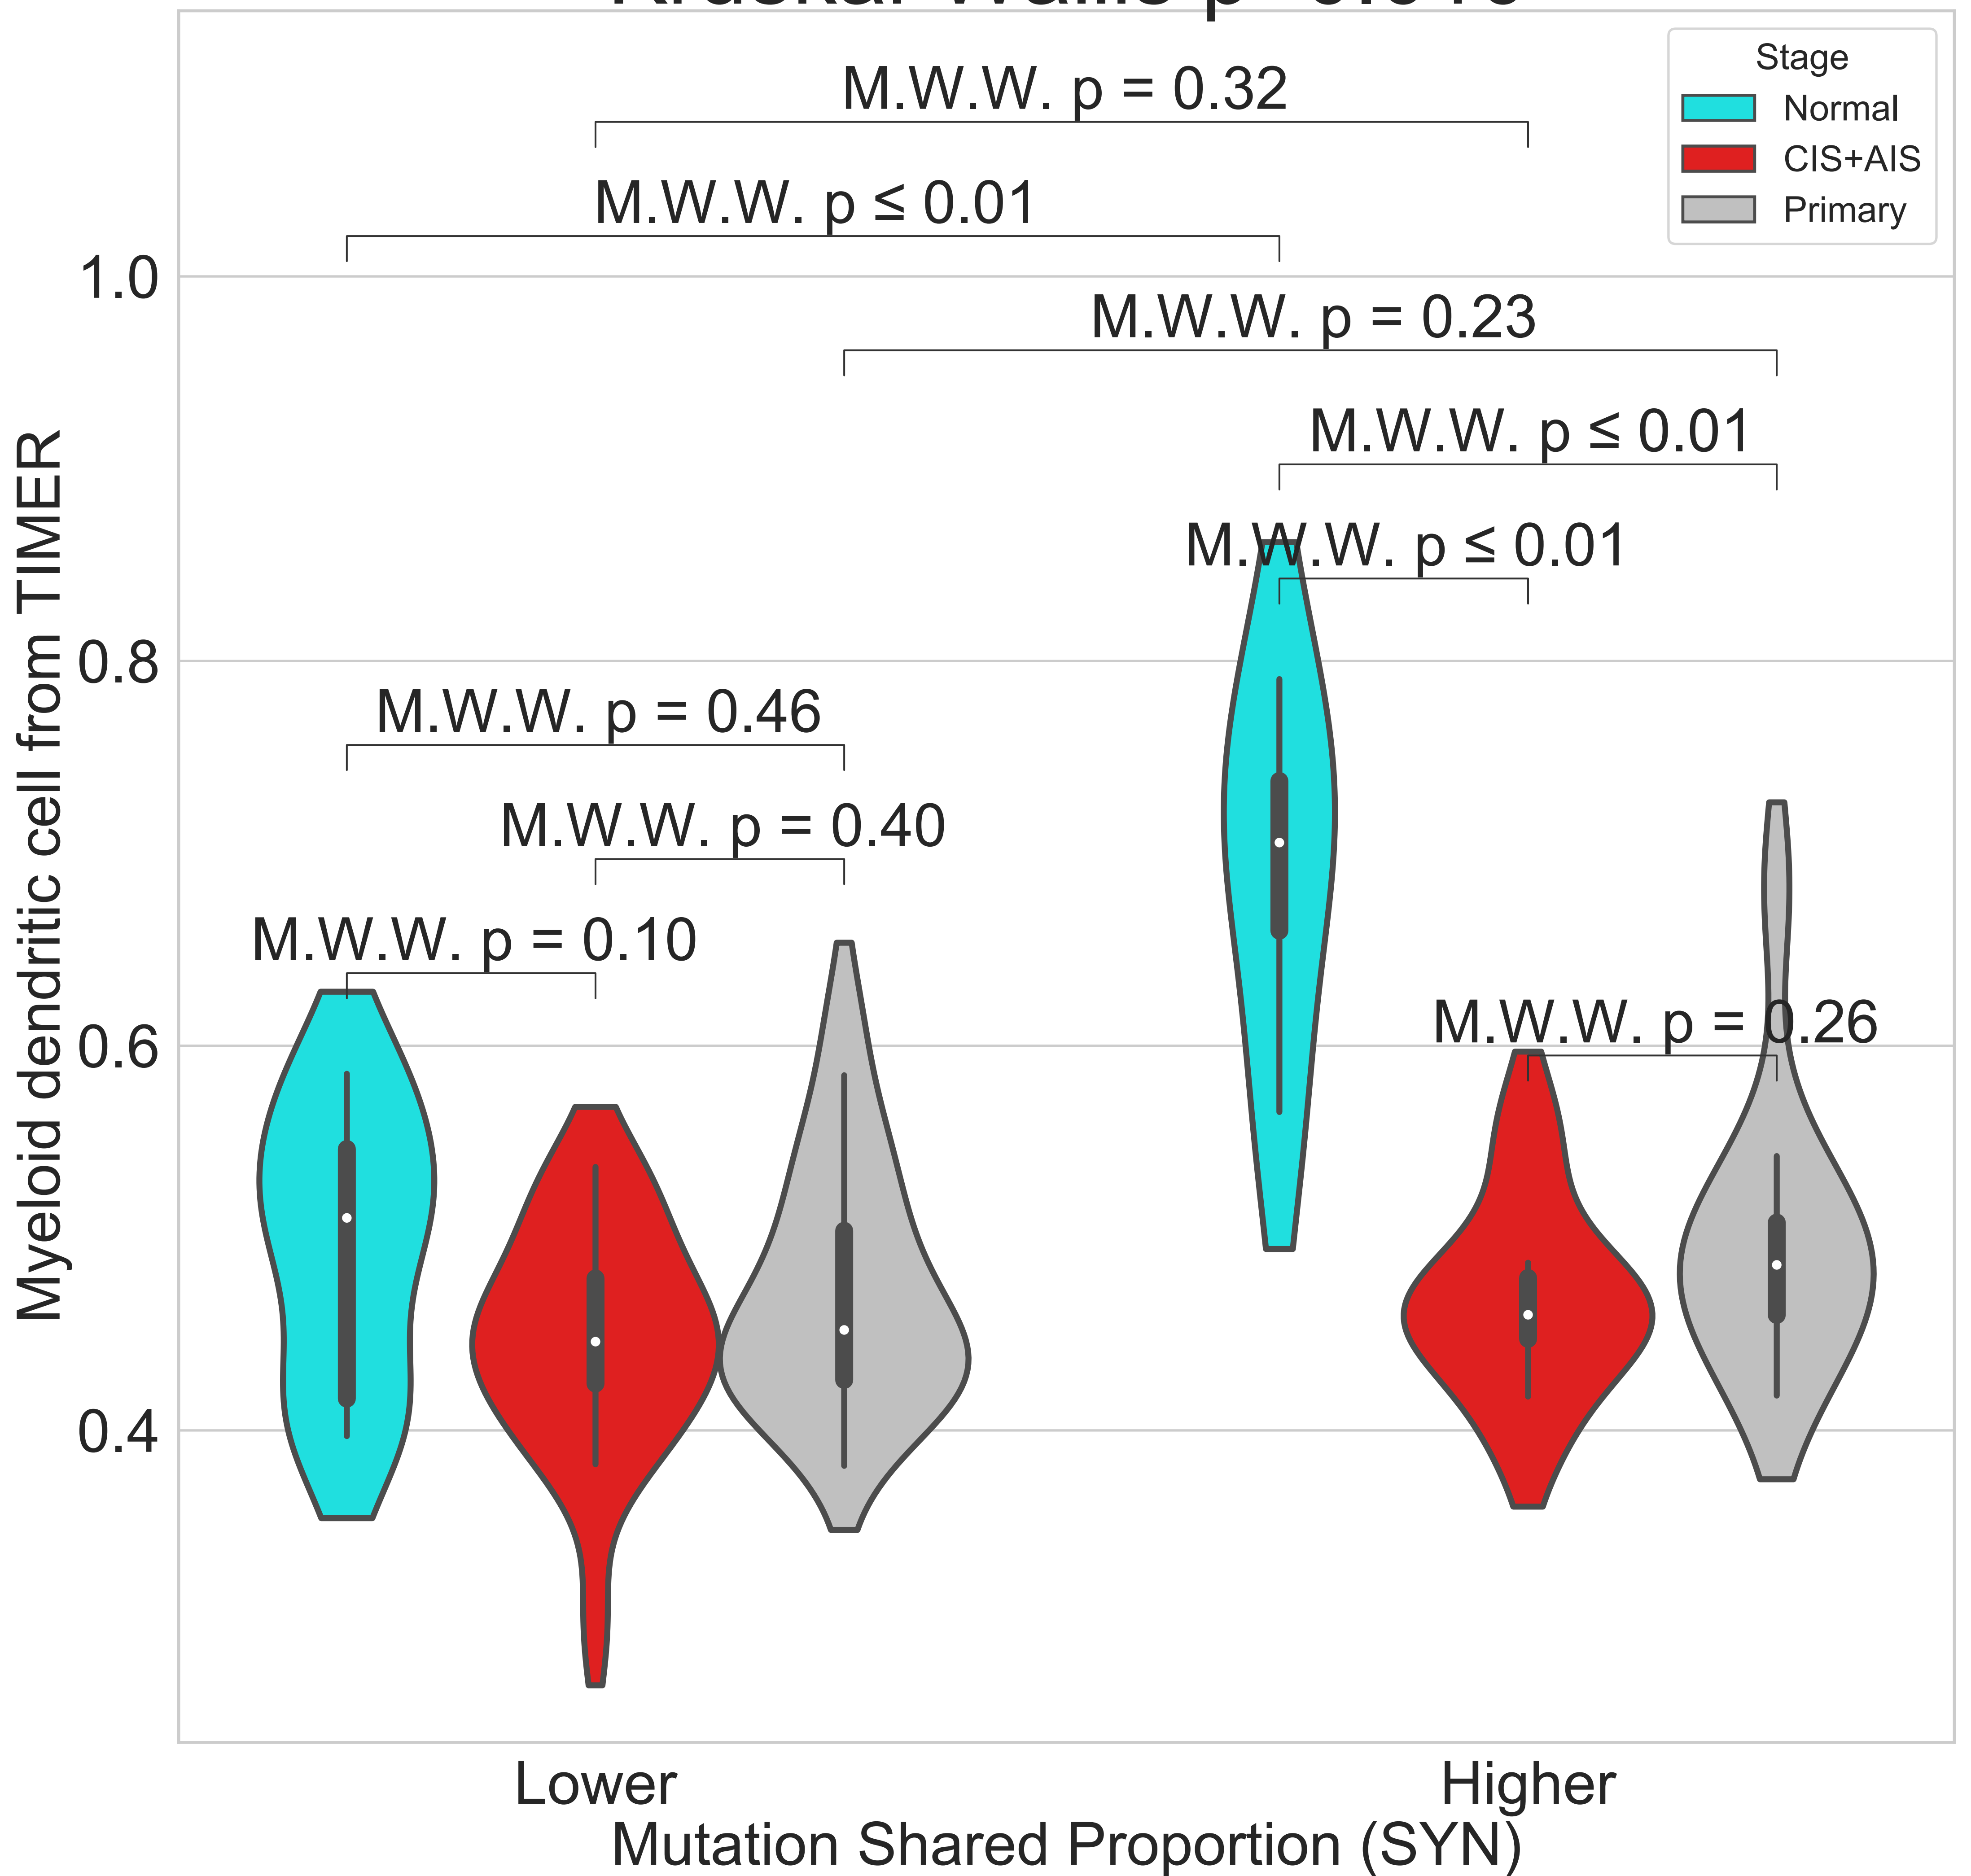 Stage
Normal
CIS+AIS
Primary
M.W.W. p = 0.32
M.W.W. p ≤ 0.01
M.W.W. p = 0.23
M.W.W. p ≤ 0.01
M.W.W. p ≤ 0.01
M.W.W. p = 0.46
M.W.W. p = 0.40
M.W.W. p = 0.10
M.W.W. p = 0.26
1.0
0.8
0.6
0.4
Myeloid dendritic cell from TIMER
Lower
Higher
Mutation Shared Proportion (SYN)